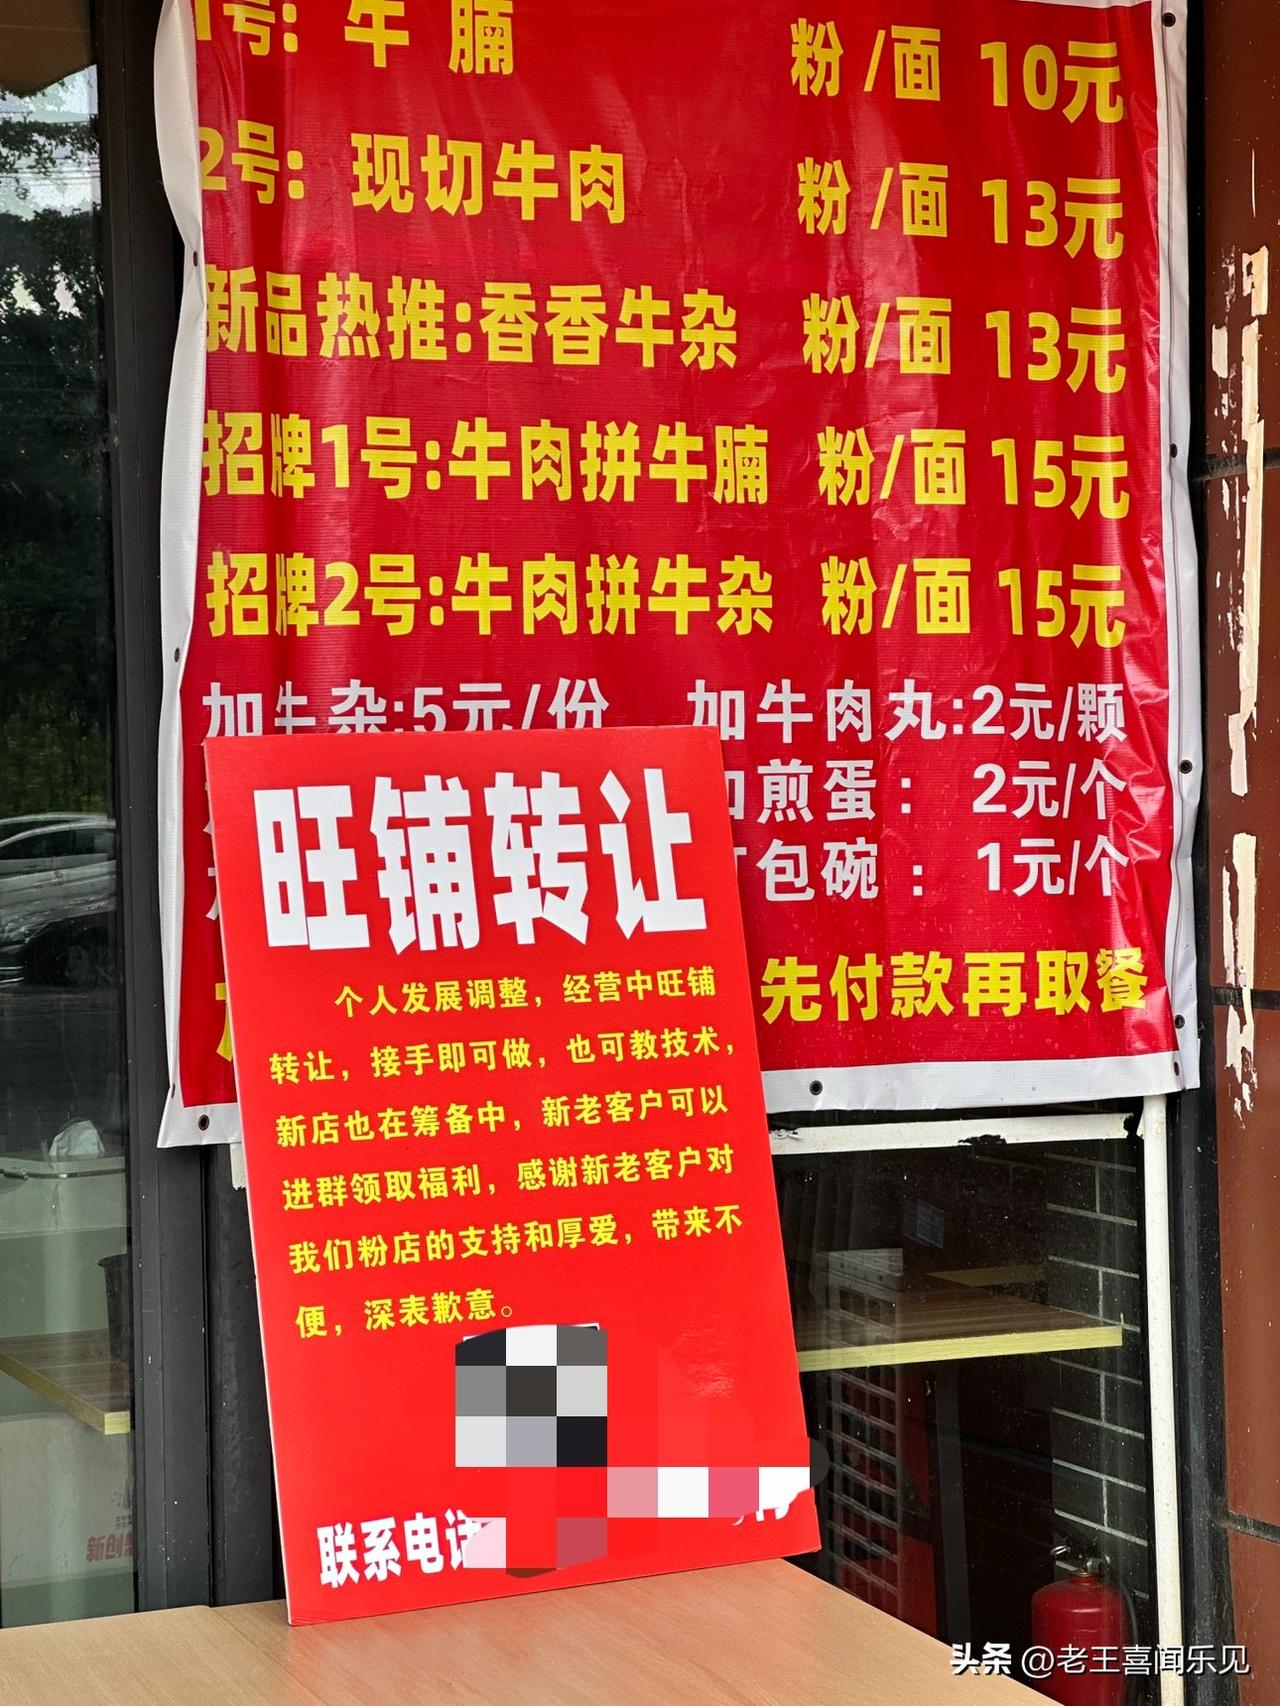 1号: 牛腩 粉/面 10元
2号: 现切牛肉 粉/面 13元
新品热推:香香牛杂 粉/面 13元
招牌1号:牛肉拼牛腩 粉/面 15元
招牌2号:牛肉拼牛杂 粉/面 15元
加牛杂:5元/份 加牛肉丸:2元/颗
煎蛋: 2元/个
包碗: 1元/个
先付款再取餐
旺铺转让
个人发展调整，经营中旺铺
转让，接手即可做，也可教技术，
新店也在筹备中，新老客户可以
进群领取福利，感谢新老客户对
我们粉店的支持和厚爱，带来不
便，深表歉意。
联系电话
新创
头条 @老王喜闻乐见